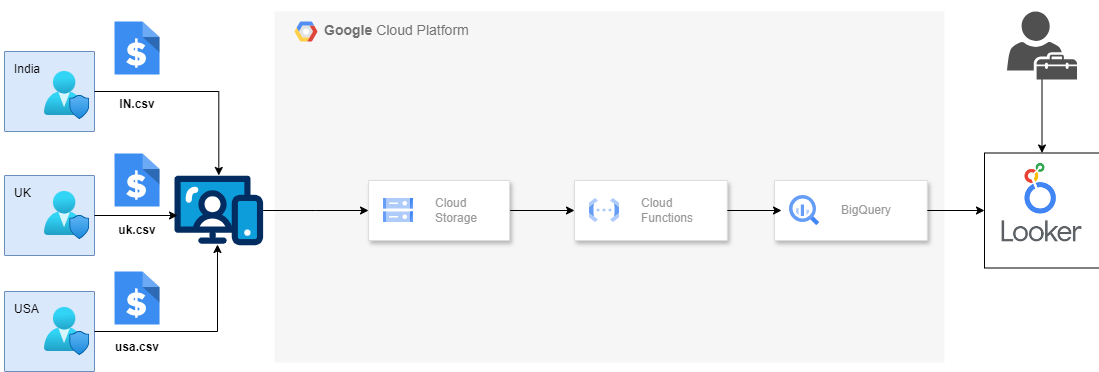 Google Cloud Platform
India
IN.csv
UK
uk.csv
USA
usa.csv
Cloud
Storage
Cloud
Functions
BigQuery
Looker